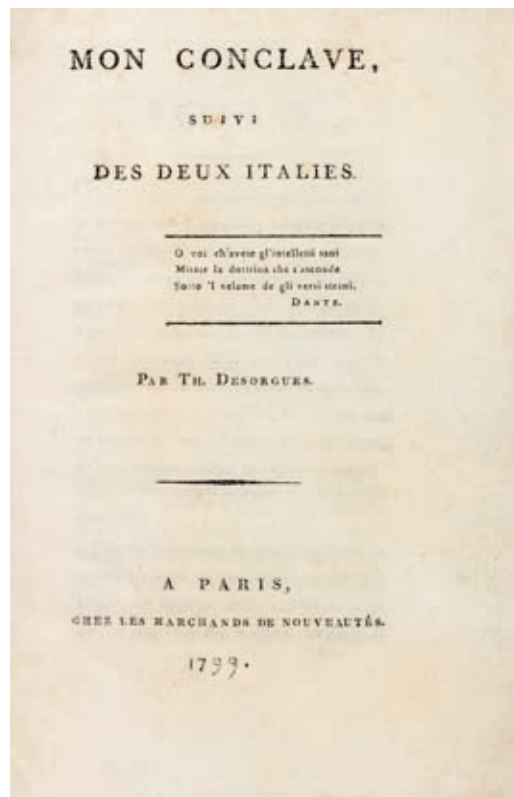 MON CONCLAVE,
SUIVI
DES DEUX ITALIES.
O voi ch'avete gl'intelletti sani
Mirate la dottrina che s'asconde
Sotto 'l velame de gli versi strini.
DANTE.
PAR TH. DESORGUES.
A PARIS,
CHEZ LES MARCHANDS DE NOUVEAUTÉS.
1799.